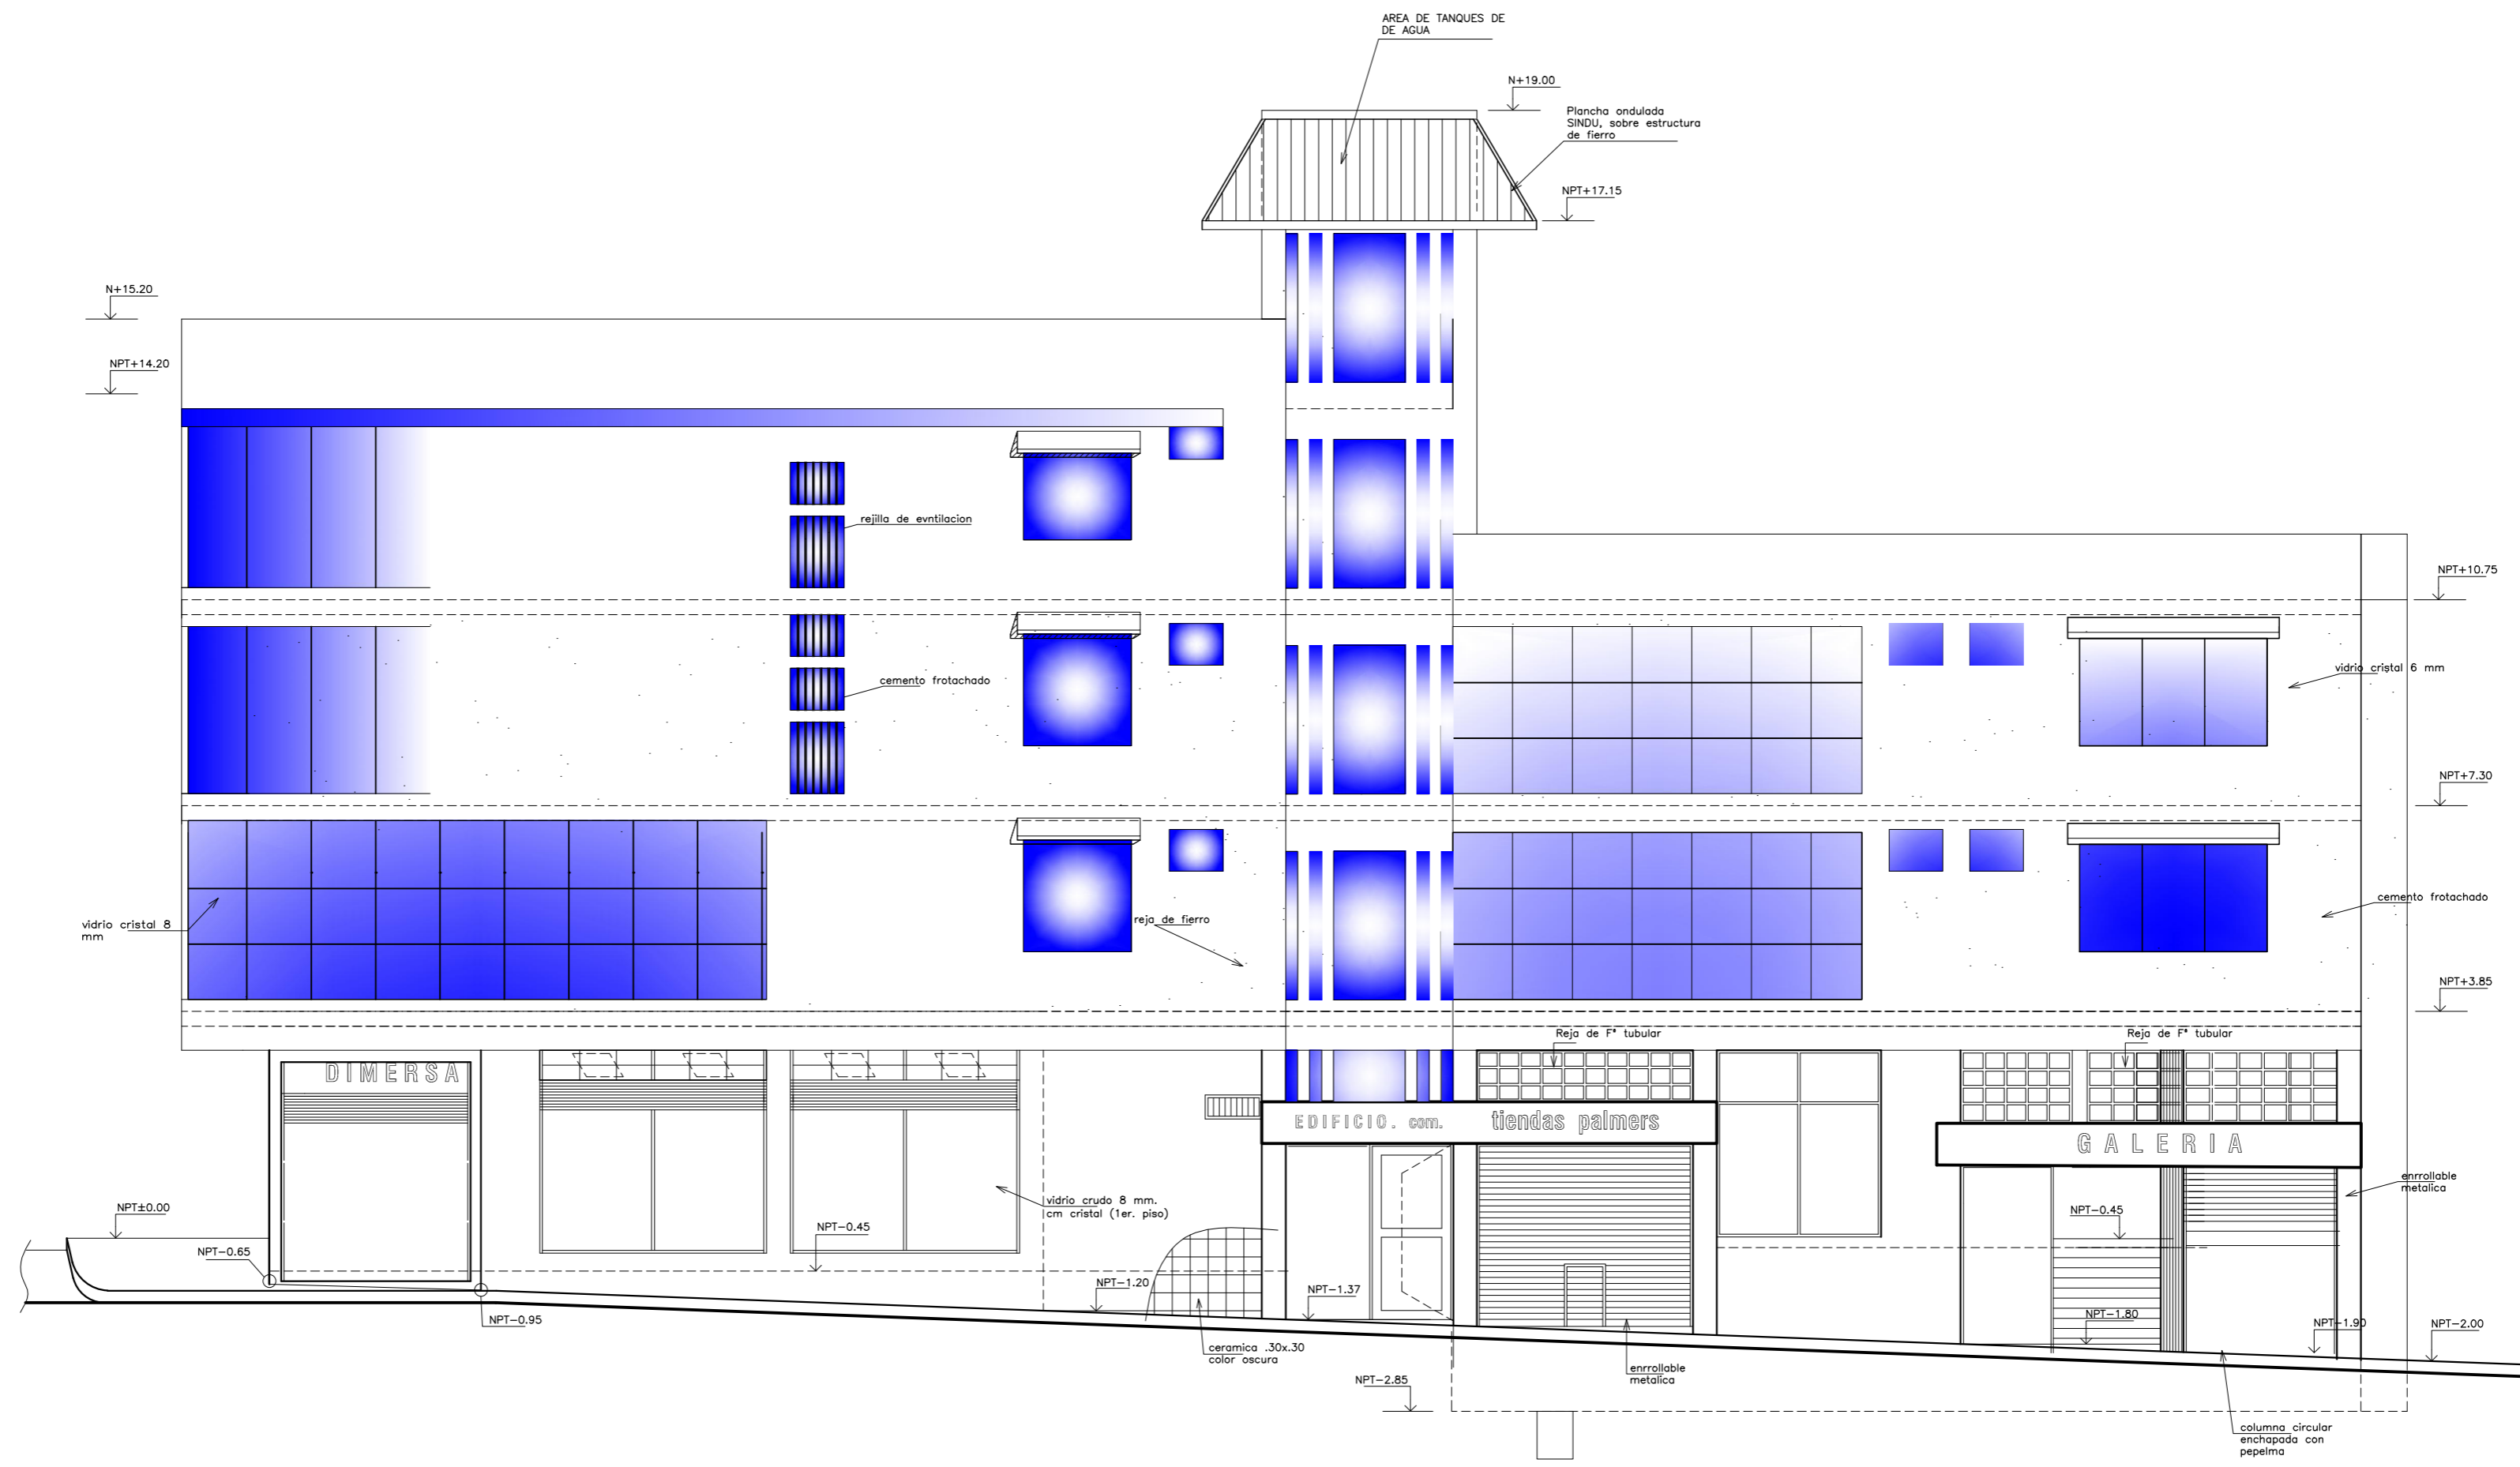 AREA DE TANQUES DE
DE AGUA
N+19.00
Plancha ondulada
SINDU, sobre estructura
de fierro
NPT+17.15
N+15.20
NPT+14.20
rejilla de evntilacion
NPT+10.75
vidrio cristal 6 mm
cemento frotachado
NPT+7.30
vidrio cristal 8
mm
reja de fierro
cemento frotachado
NPT+3.85
Reja de Fº tubular
Reja de Fº tubular
DIMERSA
EDIFICIO. com.
tiendas palmers
GALERIA
enrrollable
metalica
vidrio crudo 8 mm.
cm cristal (1er. piso)
NPT±0.00
NPT-0.45
NPT-0.45
NPT-0.65
NPT-1.20
NPT-1.37
NPT-0.95
NPT-1.80
NPT-1.90
NPT-2.00
ceramica .30x.30
color oscura
enrrollable
metalica
NPT-2.85
columna circular
enchapada con
pepelma